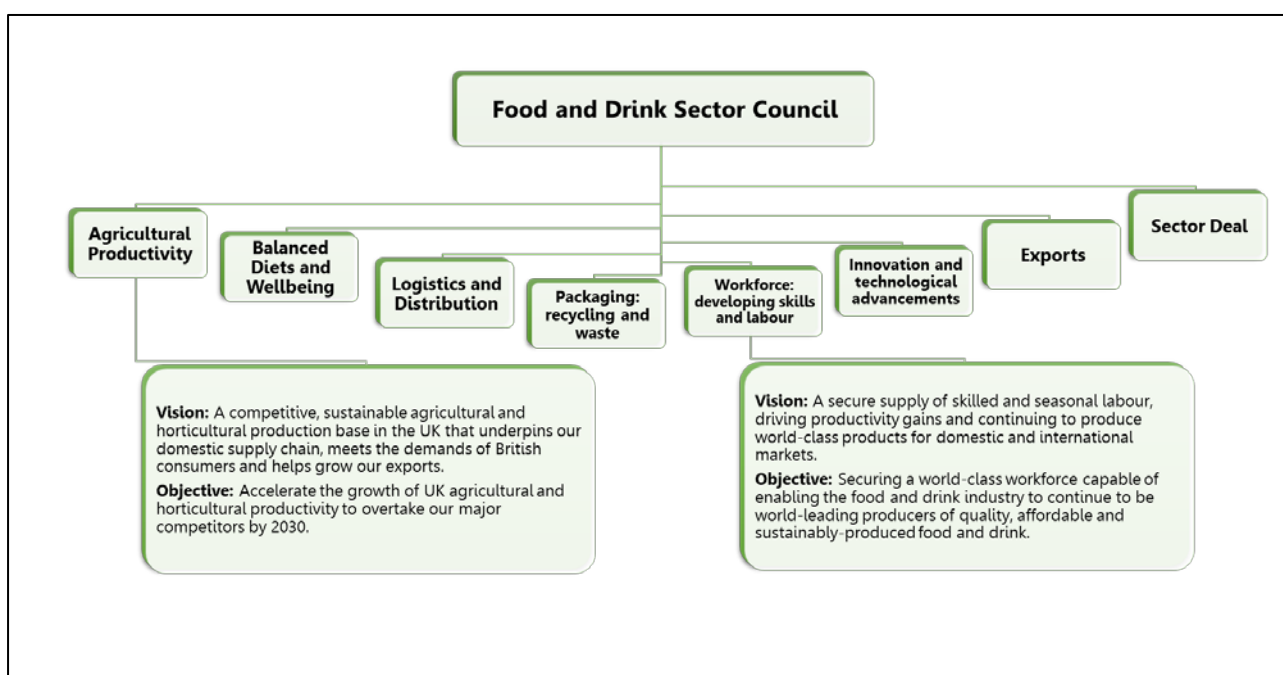 Food and Drink Sector Council
Agricultural
Productivity
Balanced
Diets and
Wellbeing
Logistics and
Distribution
Packaging:
recycling and
waste
Workforce:
developing skills
and labour
Innovation and
technological
advancements
Exports
Sector Deal
Vision: A competitive, sustainable agricultural and
horticultural production base in the UK that underpins our
domestic supply chain, meets the demands of British
consumers and helps grow our exports.
Objective: Accelerate the growth of UK agricultural and
horticultural productivity to overtake our major
competitors by 2030.
Vision: A secure supply of skilled and seasonal labour,
driving productivity gains and continuing to produce
world-class products for domestic and international
markets.
Objective: Securing a world-class workforce capable of
enabling the food and drink industry to continue to be
world-leading producers of quality, affordable and
sustainably-produced food and drink.